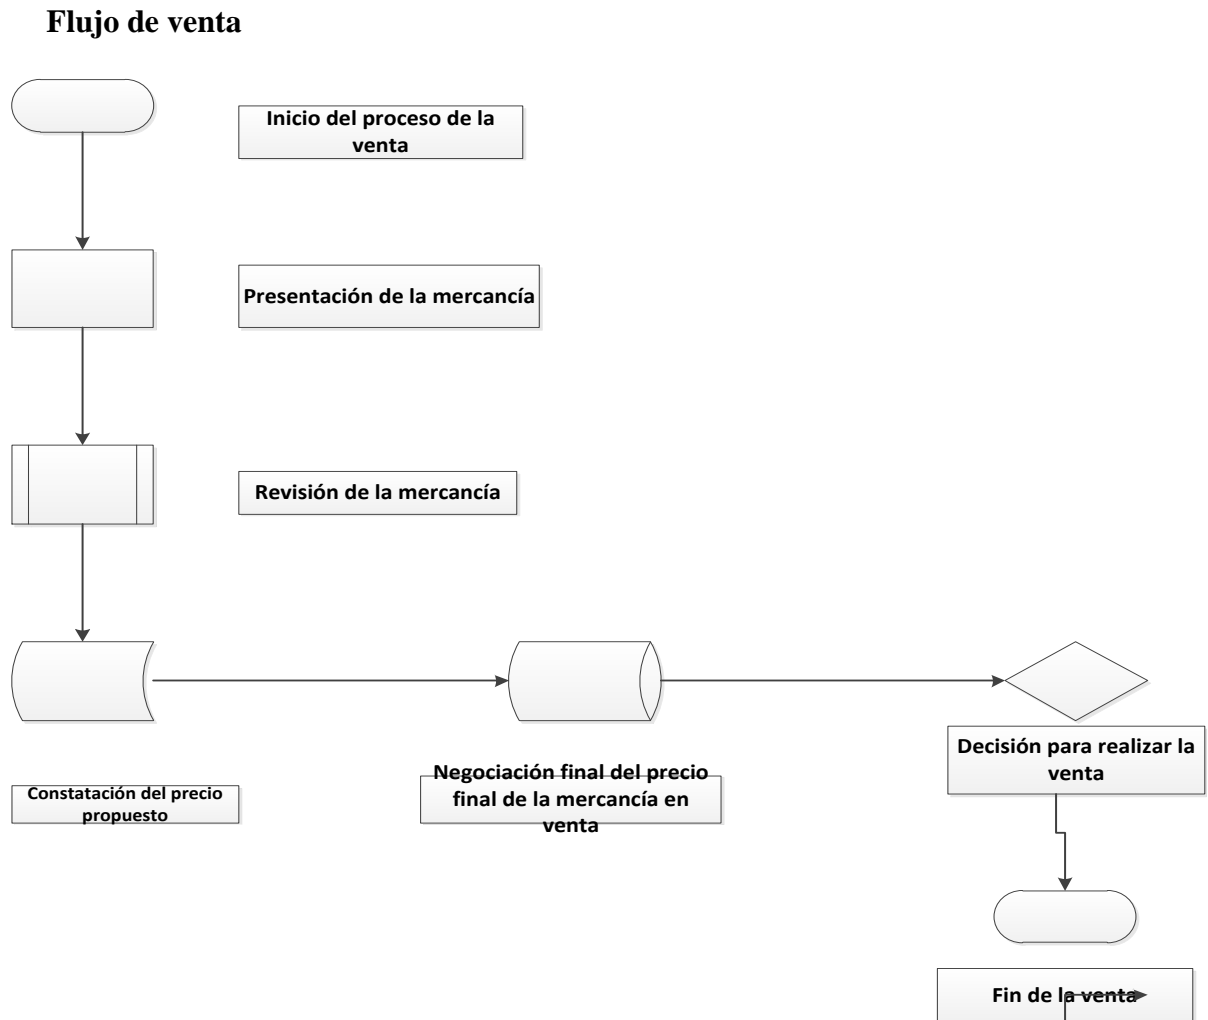 Flujo de venta
Inicio del proceso de la
venta
Presentación de la mercancía
Revisión de la mercancía
Constatación del precio
propuesto
Negociación final del precio
final de la mercancía en
venta
Decisión para realizar la
venta
Fin de la venta